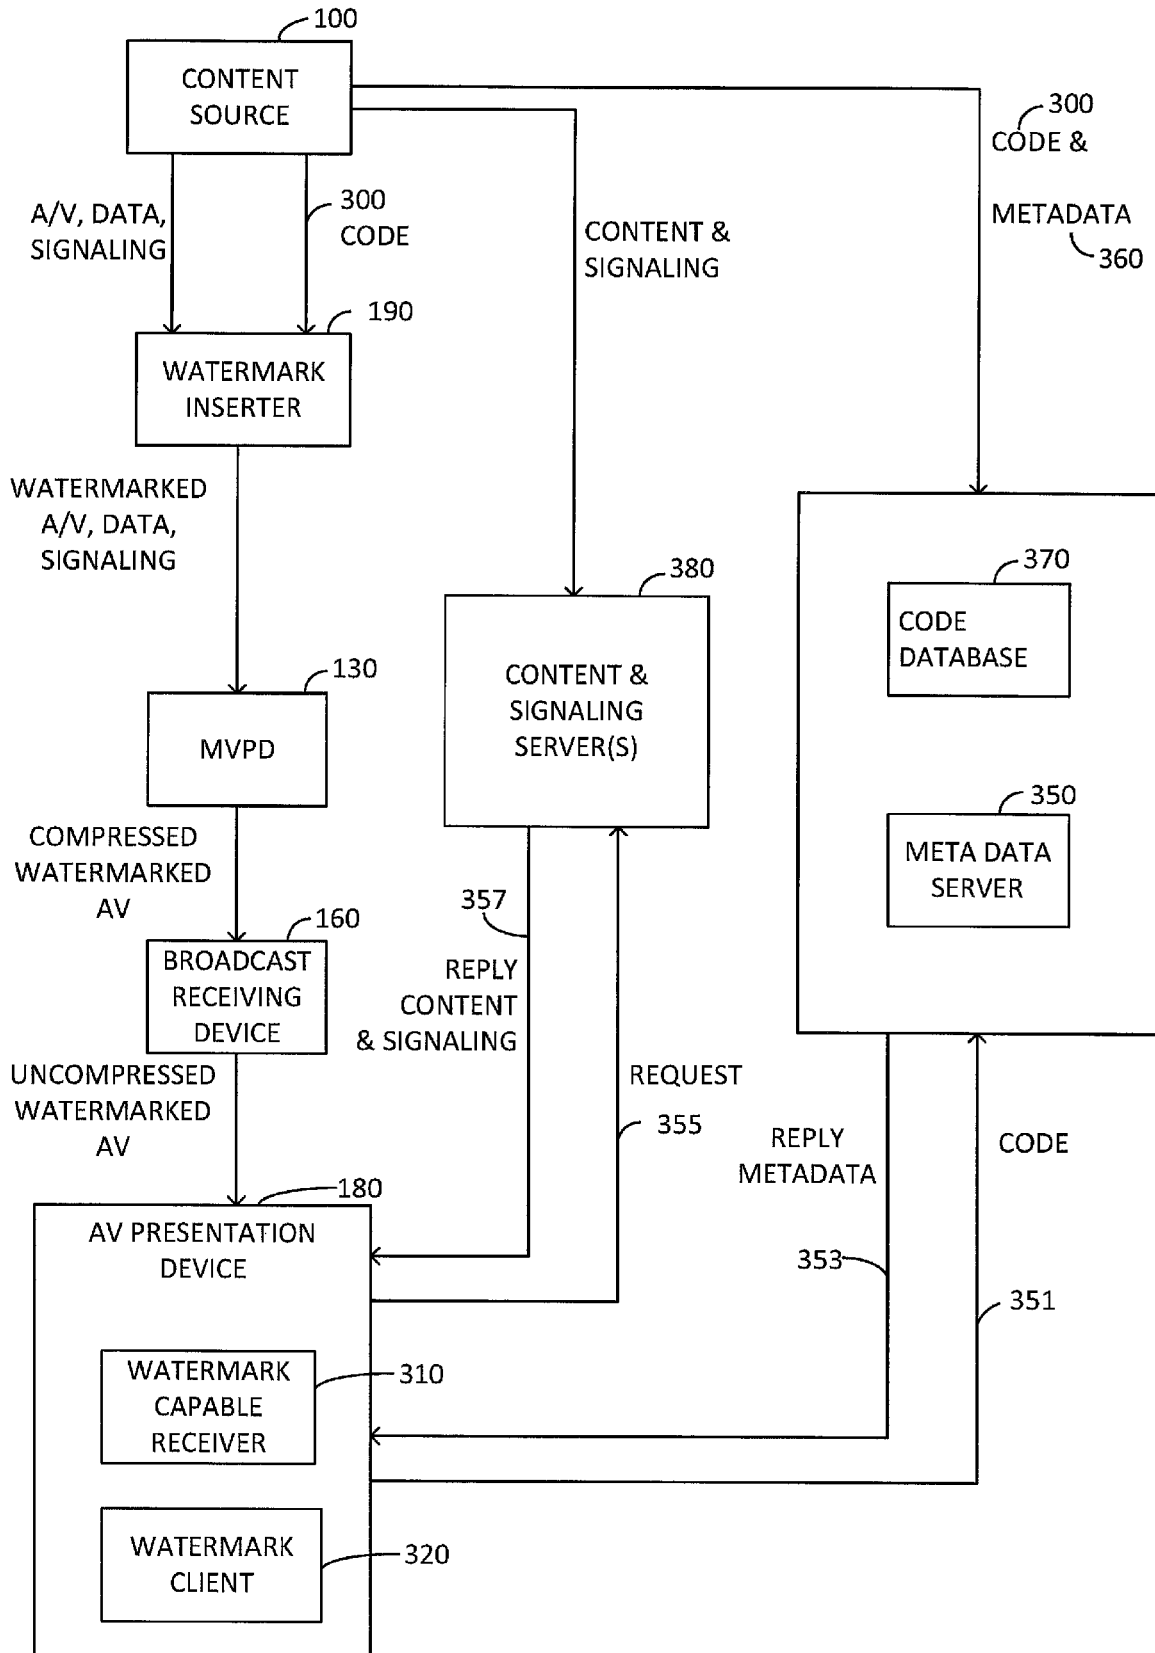 100
CONTENT
SOURCE
300
CODE &
METADATA
360
A/V, DATA,
SIGNALING
300
CODE
CONTENT &
SIGNALING
190
WATERMARK
INSERTER
WATERMARKED
A/V, DATA,
SIGNALING
380
CONTENT &
SIGNALING
SERVER(S)
370
CODE
DATABASE
130
MVPD
350
META DATA
SERVER
COMPRESSED
WATERMARKED
AV
357
REPLY
CONTENT
& SIGNALING
160
BROADCAST
RECEIVING
DEVICE
UNCOMPRESSED
WATERMARKED
AV
REQUEST
355
REPLY
METADATA
CODE
180
AV PRESENTATION
DEVICE
353
351
WATERMARK
CAPABLE
RECEIVER
310
WATERMARK
CLIENT
320